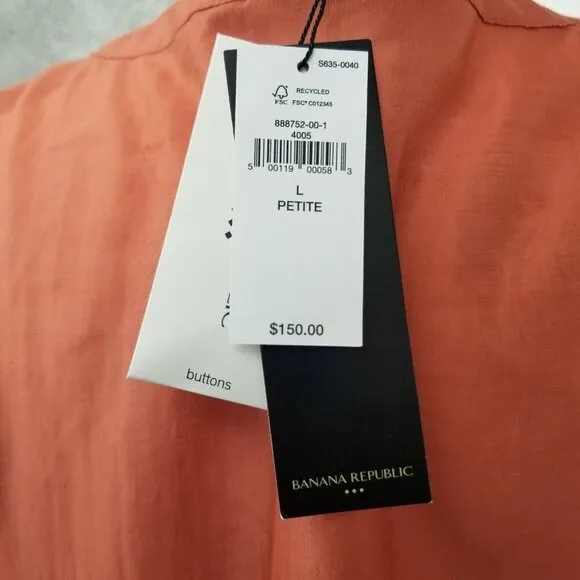 S635-0040
RECYCLED
FSC FSC® C012345
888752-00-1
4005
5 00119 00058 3
L
PETITE
$150.00
buttons
BANANA REPUBLIC